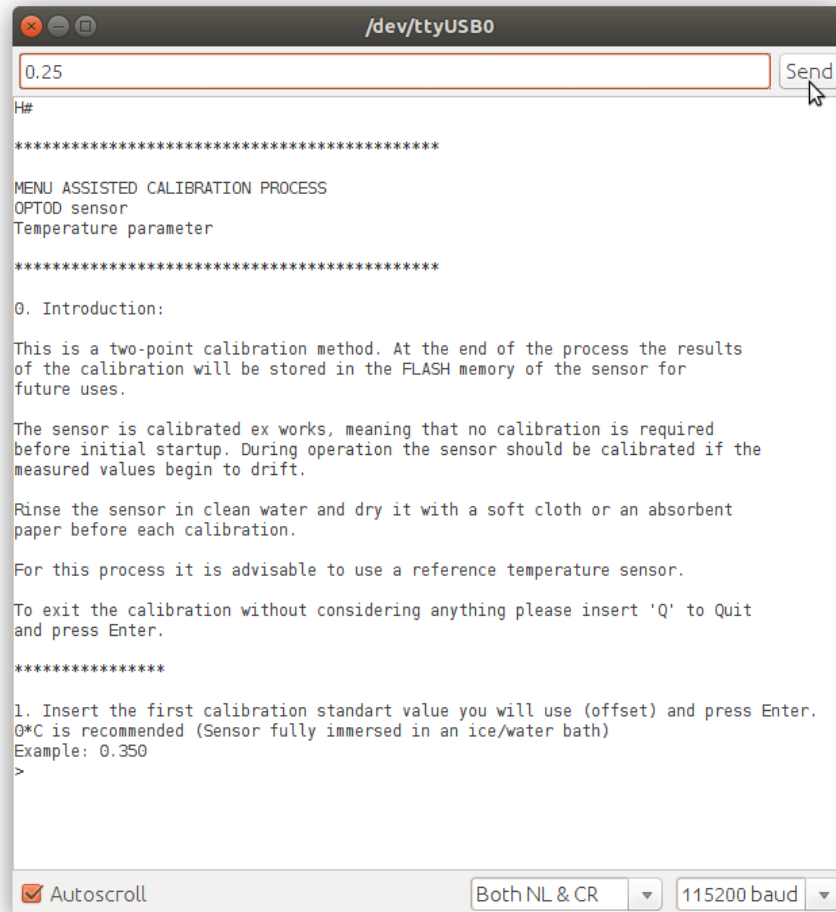 /dev/ttyUSB0
0.25
Send
H#
*********************************************
MENU ASSISTED CALIBRATION PROCESS
OPTOD sensor
Temperature parameter
*********************************************
0. Introduction:
This is a two-point calibration method. At the end of the process the results
of the calibration will be stored in the FLASH memory of the sensor for
future uses.
The sensor is calibrated ex works, meaning that no calibration is required
before initial startup. During operation the sensor should be calibrated if the
measured values begin to drift.
Rinse the sensor in clean water and dry it with a soft cloth or an absorbent
paper before each calibration.
For this process it is advisable to use a reference temperature sensor.
To exit the calibration without considering anything please insert 'Q' to Quit
and press Enter.
****************
1. Insert the first calibration standart value you will use (offset) and press Enter.
0*C is recommended (Sensor fully immersed in an ice/water bath)
Example: 0.350
>
Autoscroll
Both NL & CR
115200 baud